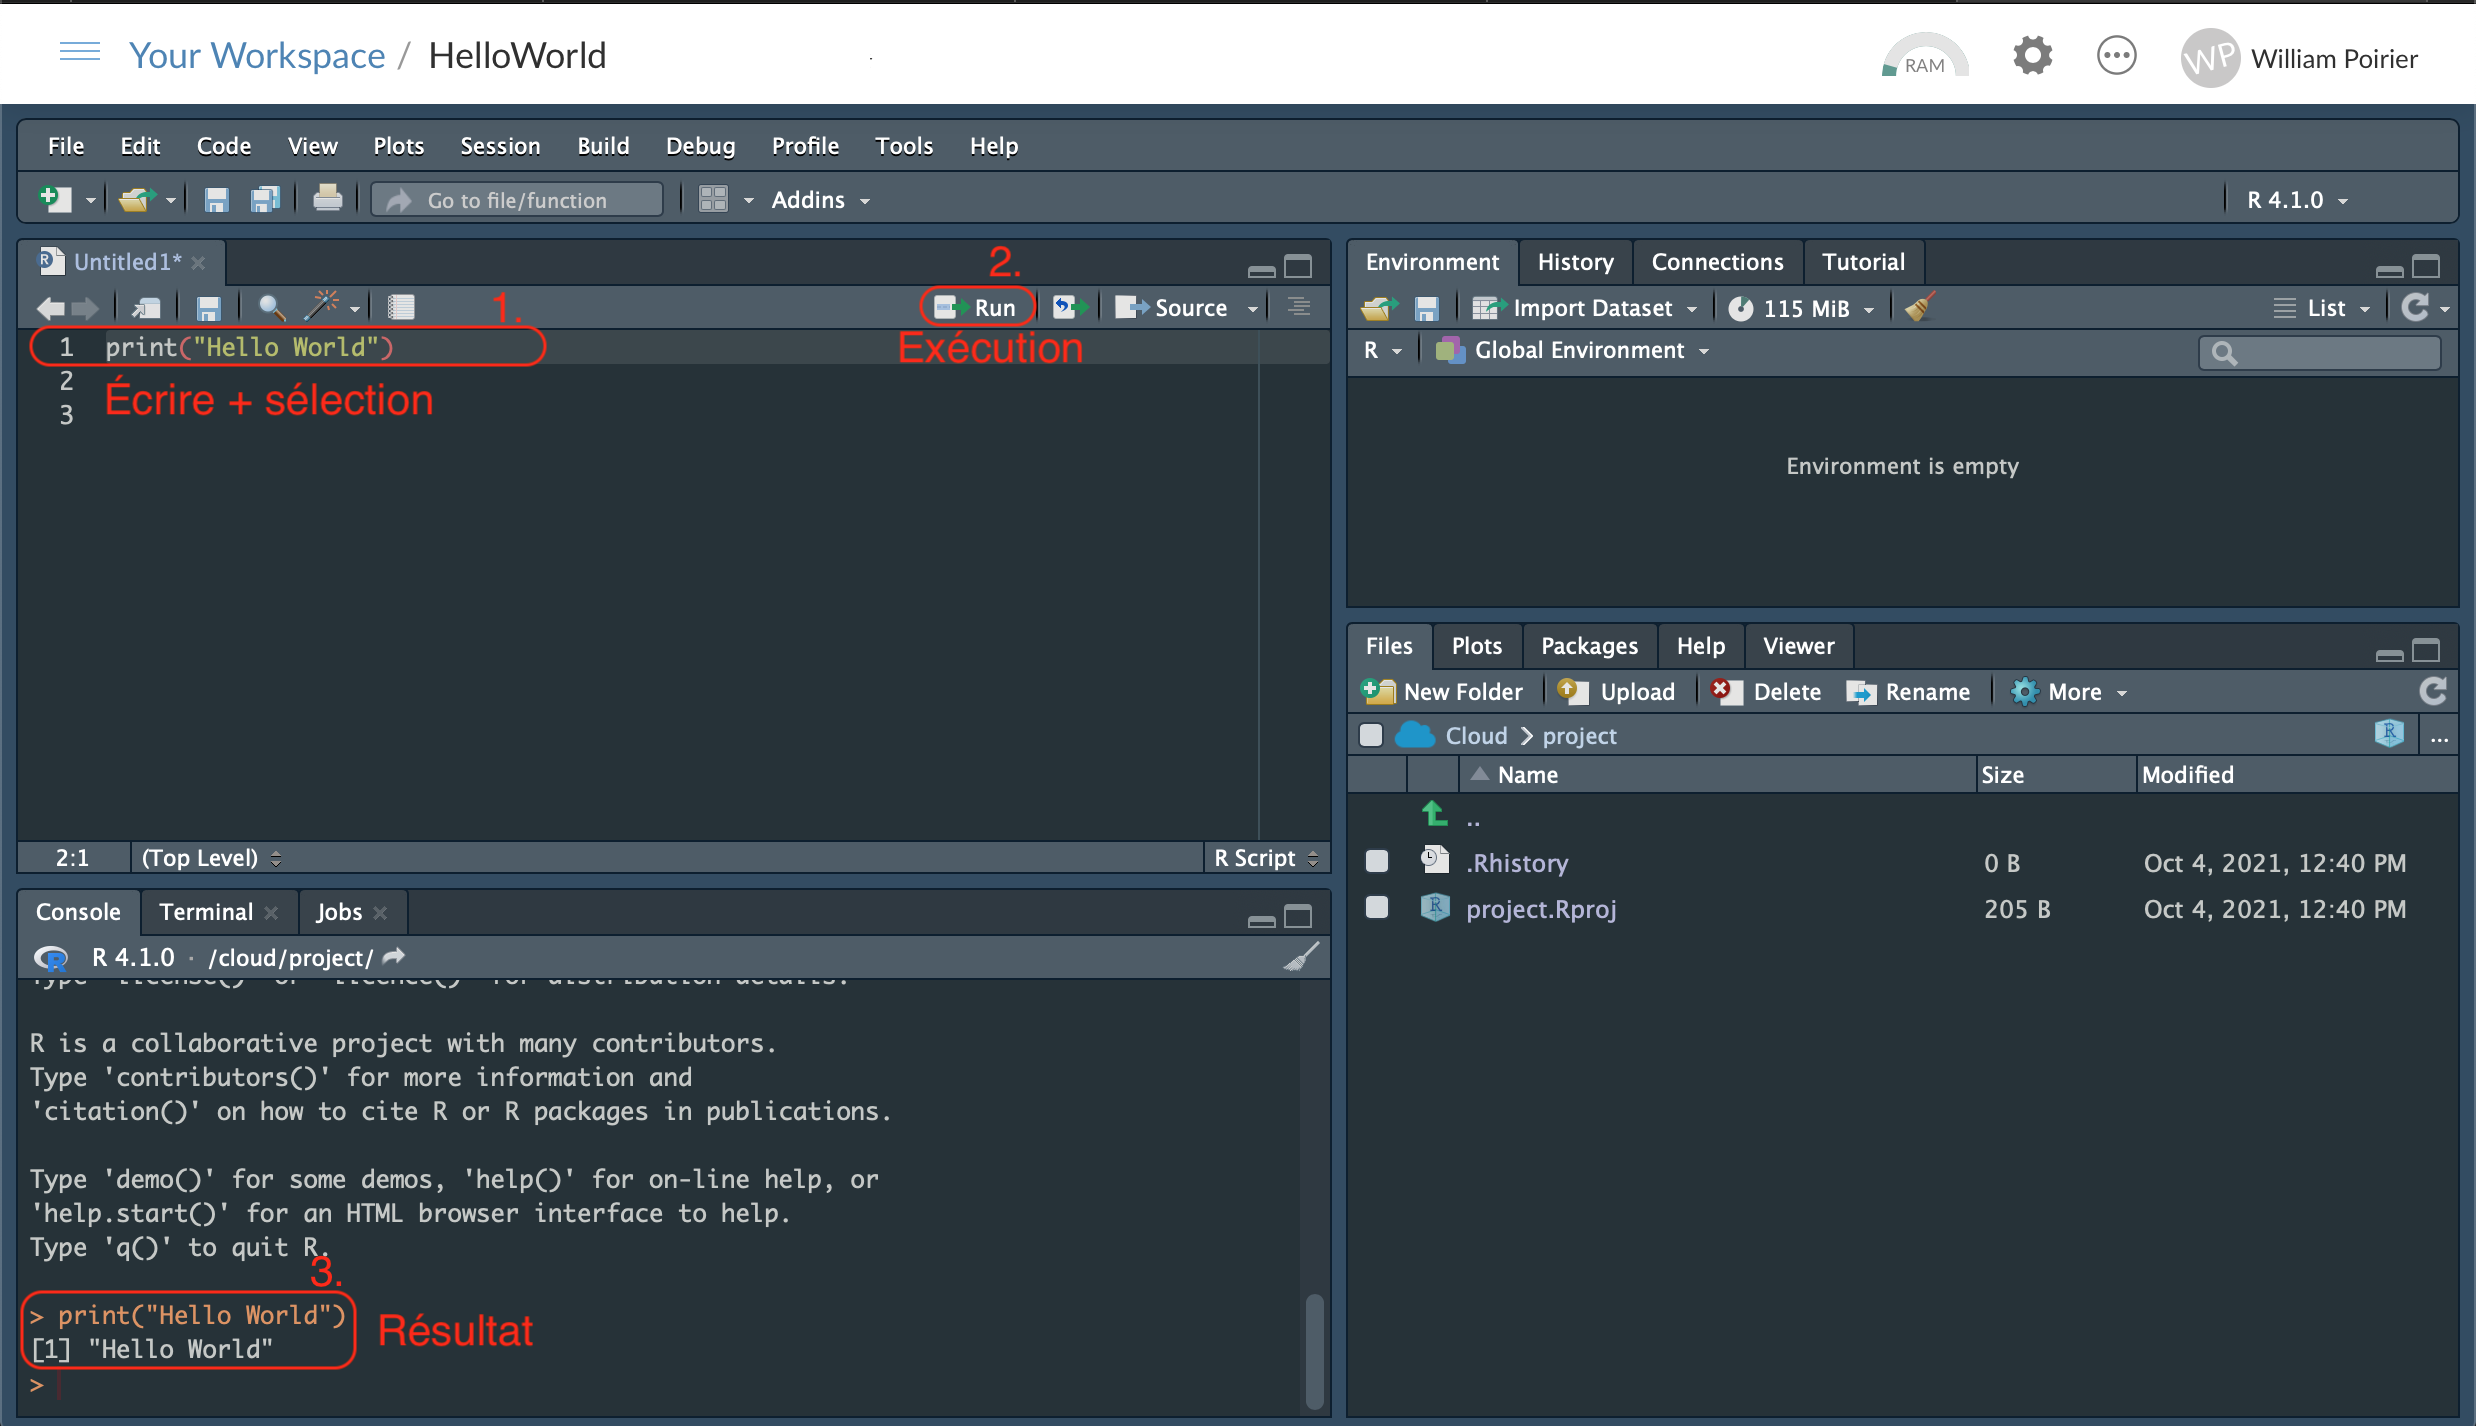 Your Workspace / HelloWorld
RAM
WP William Poirier
File Edit Code View Plots Session Build Debug Profile Tools Help
Go to file/function Addins R 4.1.0
Untitled1*
1. 2.
Run Source
1 print("Hello World")
Exécution
2
Écrire + sélection
3
2:1 (Top Level) R Script
Console Terminal Jobs
R 4.1.0 · /cloud/project/
Type 'license()' or 'licence()' for distribution details.
R is a collaborative project with many contributors.
Type 'contributors()' for more information and
'citation()' on how to cite R or R packages in publications.
Type 'demo()' for some demos, 'help()' for on-line help, or
'help.start()' for an HTML browser interface to help.
Type 'q()' to quit R.
3.
> print("Hello World")
[1] "Hello World"
Résultat
>
Environment History Connections Tutorial
Import Dataset 115 MiB List
R Global Environment
Environment is empty
Files Plots Packages Help Viewer
New Folder Upload Delete Rename More
Cloud > project ...
Name Size Modified
..
.Rhistory 0 B Oct 4, 2021, 12:40 PM
project.Rproj 205 B Oct 4, 2021, 12:40 PM